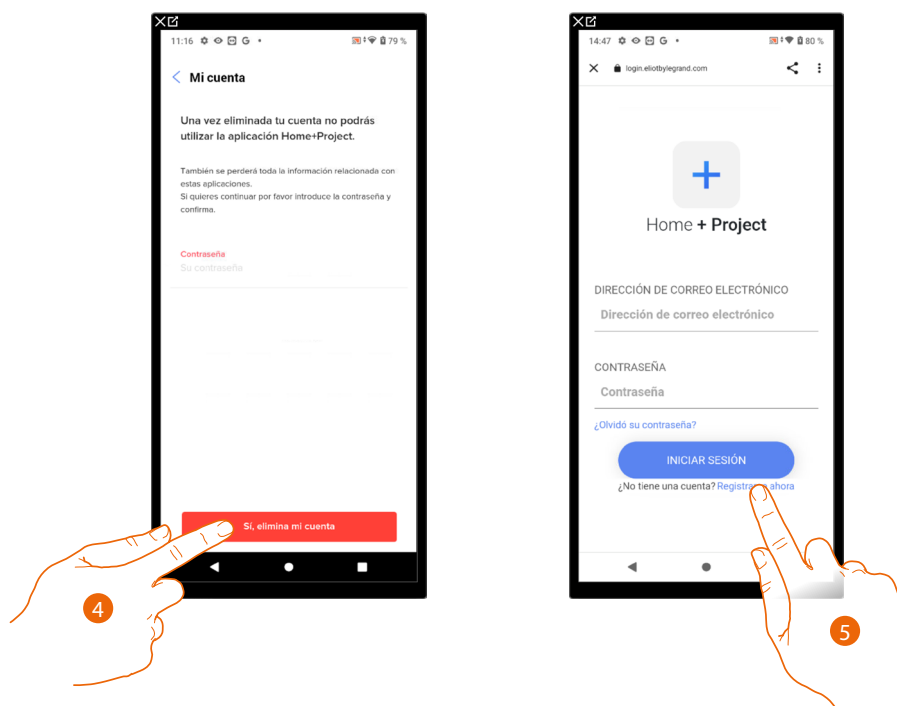 11:16 G • 79 %
Mi cuenta
Una vez eliminada tu cuenta no podrás
utilizar la aplicación Home+Project.
También se perderá toda la información relacionada con
estas aplicaciones.
Si quieres continuar por favor introduce la contraseña y
confirma.
Contraseña
Su contraseña
Sí, elimina mi cuenta
4
14:47 G • 80 %
login.eliotbylegrand.com
Home + Project
DIRECCIÓN DE CORREO ELECTRÓNICO
Dirección de correo electrónico
CONTRASEÑA
Contraseña
¿Olvidó su contraseña?
INICIAR SESIÓN
¿No tiene una cuenta? ahora
5